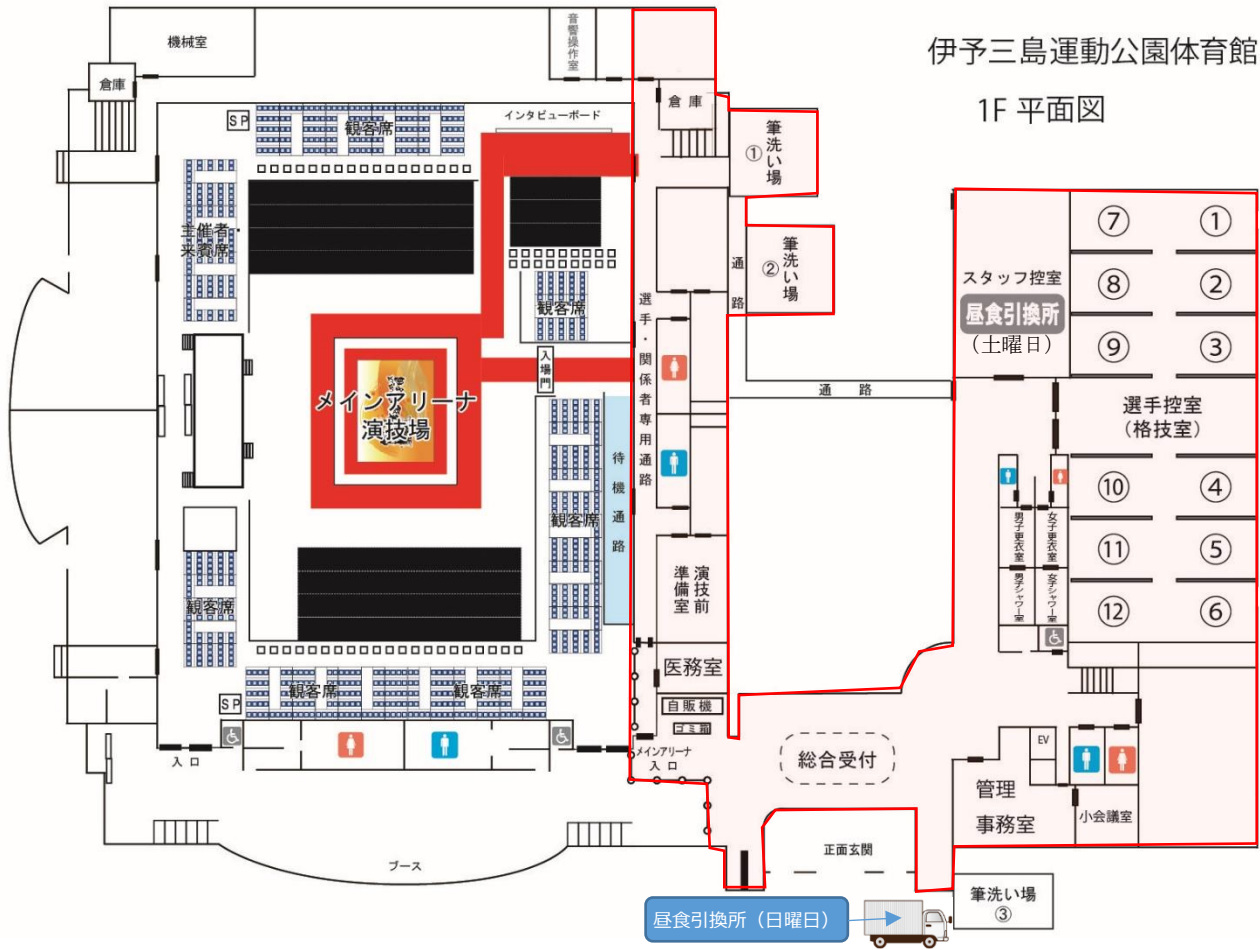 伊予三島運動公園体育館
1F 平面図
機械室
音響操作室
倉庫
倉庫
SP
観客席
インタビューボード
筆洗い場
①
筆洗い場
②
通路
主催者・
来賓席
観客席
入場門
選手・関係者専用通路
スタッフ控室
昼食引換所
（土曜日）
⑦
①
⑧
②
⑨
③
通路
選手控室
（格技室）
メインアリーナ
演技場
待機通路
観客席
⑩
④
⑪
⑤
⑫
⑥
男子更衣室
女子更衣室
男子シャワー室
女子シャワー室
演技前
準備室
観客席
医務室
自販機
ゴミ箱
SP
観客席
観客席
入口
メインアリーナ
入口
総合受付
EV
管理
事務室
小会議室
正面玄関
ブース
昼食引換所（日曜日）
筆洗い場
③